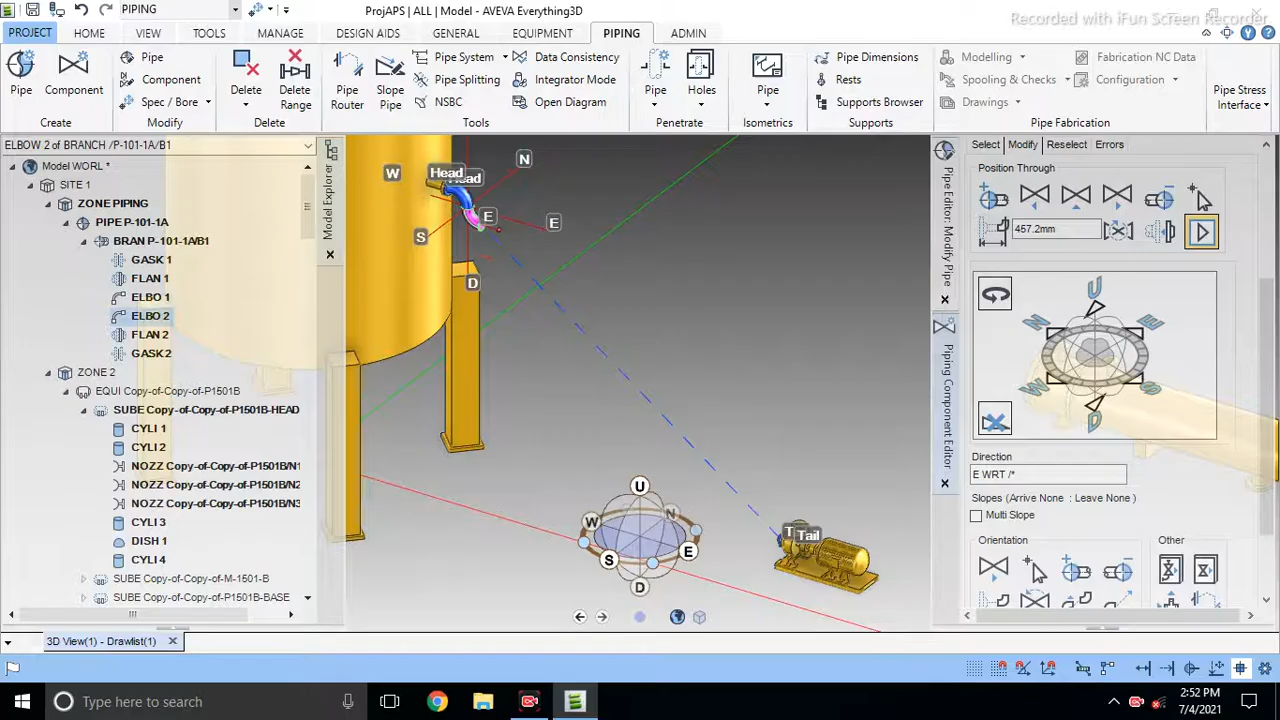 PIPING
ProjAPS | ALL | Model - AVEVA Everything3D
Recorded with iFun Screen Recorder
PROJECT HOME VIEW TOOLS MANAGE DESIGN AIDS GENERAL EQUIPMENT PIPING ADMIN
Pipe
Component
Create
Pipe
Component
Spec / Bore
Modify
Delete
Delete Range
Delete
Pipe Router
Slope Pipe
Pipe System
Pipe Splitting
NSBC
Data Consistency
Integrator Mode
Open Diagram
Tools
Pipe
Holes
Penetrate
Pipe
Isometrics
Pipe Dimensions
Rests
Supports Browser
Supports
Modelling
Spooling & Checks
Drawings
Fabrication NC Data
Configuration
Pipe Fabrication
Pipe Stress Interface
ELBOW 2 of BRANCH /P-101-1A/B1
Model WORL *
SITE 1
ZONE PIPING
PIPE P-101-1A
BRAN P-101-1A/B1
GASK 1
FLAN 1
ELBO 1
ELBO 2
FLAN 2
GASK 2
ZONE 2
EQUI Copy-of-Copy-of-P1501B
SUBE Copy-of-Copy-of-P1501B-HEAD
CYLI 1
CYLI 2
NOZZ Copy-of-Copy-of-P1501B/N1
NOZZ Copy-of-Copy-of-P1501B/N2
NOZZ Copy-of-Copy-of-P1501B/N3
CYLI 3
DISH 1
CYLI 4
SUBE Copy-of-Copy-of-M-1501-B
SUBE Copy-of-Copy-of-P1501B-BASE
Model Explorer
W
Head
N
E
E
S
D
Tail
U
W
N
S
E
D
Pipe Editor: Modify Pipe
Piping Component Editor
Select Modify Reselect Errors
Position Through
457.2mm
U
N
E
W
S
D
Direction
E WRT /*
Slopes (Arrive None : Leave None )
Multi Slope
Orientation
Other
3D View(1) - Drawlist(1)
Type here to search
2:52 PM
7/4/2021